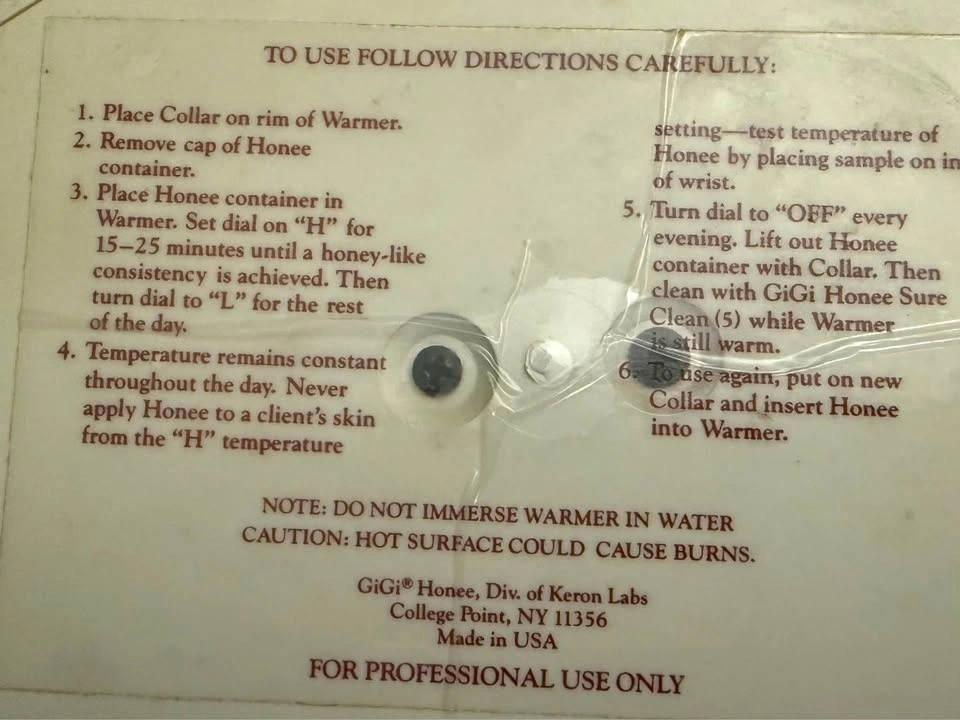 TO USE FOLLOW DIRECTIONS CAREFULLY:
1. Place Collar on rim of Warmer.
2. Remove cap of Honee
container.
3. Place Honee container in
Warmer. Set dial on “H” for
15–25 minutes until a honey-like
consistency is achieved. Then
turn dial to “L” for the rest
of the day.
4. Temperature remains constant
throughout the day. Never
apply Honee to a client's skin
from the “H” temperature
setting—test temperature of
Honee by placing sample on in
of wrist.
5. Turn dial to “OFF” every
evening. Lift out Honee
container with Collar. Then
clean with GiGi Honee Sure
Clean (5) while Warmer
is still warm.
6. To use again, put on new
Collar and insert Honee
into Warmer.
NOTE: DO NOT IMMERSE WARMER IN WATER
CAUTION: HOT SURFACE COULD CAUSE BURNS.
GiGi® Honee, Div. of Keron Labs
College Point, NY 11356
Made in USA
FOR PROFESSIONAL USE ONLY